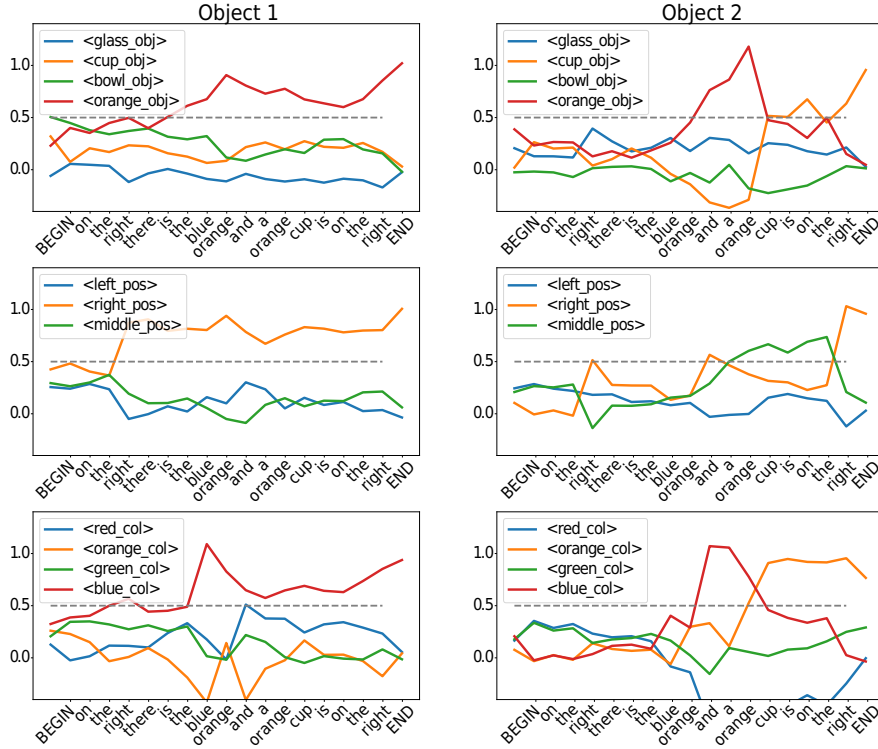 Object 1
Object 2
<glass_obj>
<cup_obj>
<bowl_obj>
<orange_obj>
1.0
0.5
0.0
BEGIN on the right there is the blue orange and a orange cup is on the right END
<glass_obj>
<cup_obj>
<bowl_obj>
<orange_obj>
1.0
0.5
0.0
BEGIN on the right there is the blue orange and a orange cup is on the right END
<left_pos>
<right_pos>
<middle_pos>
1.0
0.5
0.0
BEGIN on the right there is the blue orange and a orange cup is on the right END
<left_pos>
<right_pos>
<middle_pos>
1.0
0.5
0.0
BEGIN on the right there is the blue orange and a orange cup is on the right END
<red_col>
<orange_col>
<green_col>
<blue_col>
1.0
0.5
0.0
BEGIN on the right there is the blue orange and a orange cup is on the right END
<red_col>
<orange_col>
<green_col>
<blue_col>
1.0
0.5
0.0
BEGIN on the right there is the blue orange and a orange cup is on the right END